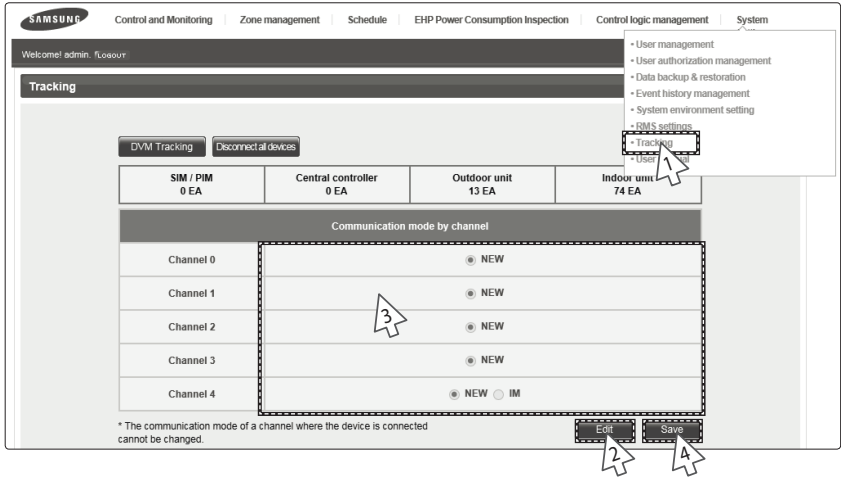 SAMSUNG
Control and Monitoring
Zone management
Schedule
EHP Power Consumption Inspection
Control logic management
System
Welcome! admin.
LOGOUT
• User management
• User authorization management
• Data backup & restoration
• Event history management
• System environment setting
• RMS settings
• Tracking
• User
1
Tracking
DVM Tracking
Disconnect all devices
SIM / PIM
0 EA
Central controller
0 EA
Outdoor unit
13 EA
Indoor unit
74 EA
Communication mode by channel
Channel 0
NEW
Channel 1
NEW
3
Channel 2
NEW
Channel 3
NEW
Channel 4
NEW
IM
* The communication mode of a channel where the device is connected
cannot be changed.
Edit
Save
2
4